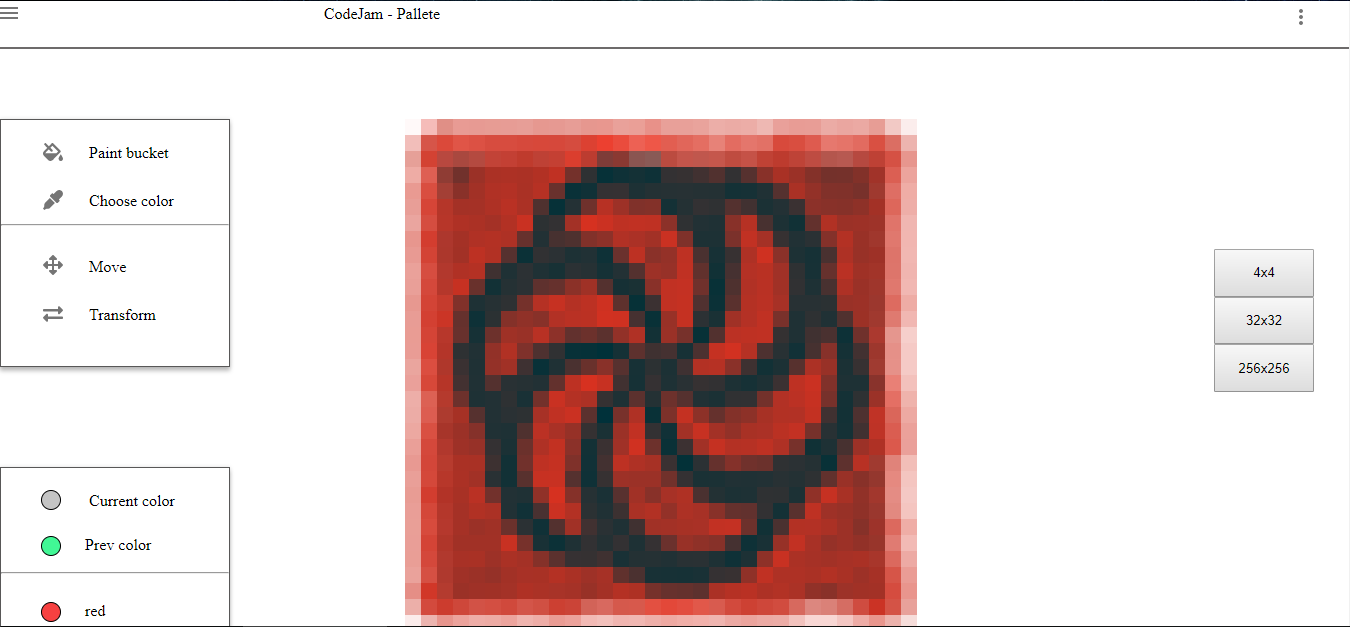 CodeJam - Pallete
Paint bucket
Choose color
Move
Transform
4x4
32x32
256x256
Current color
Prev color
red